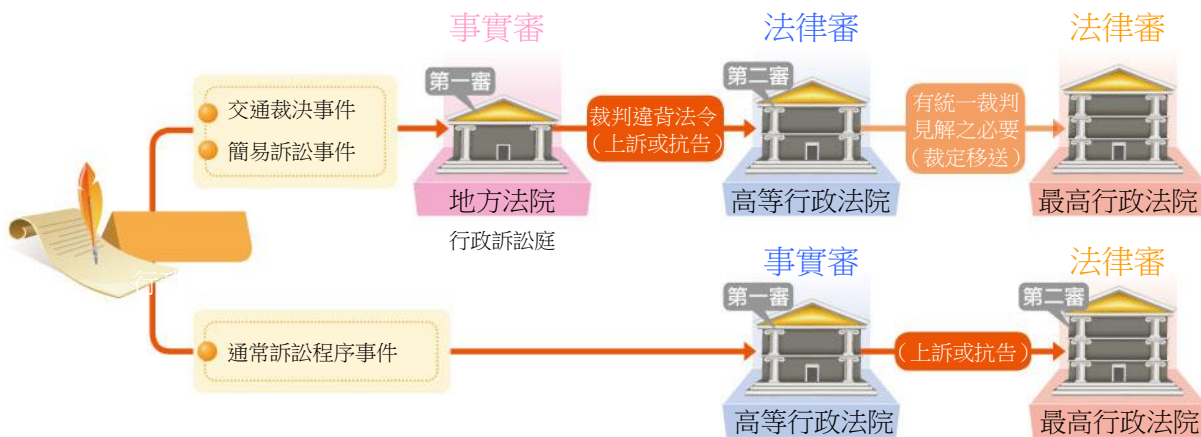 事實審
法律審
法律審
第一審
第二審
交通裁決事件
簡易訴訟事件
裁判違背法令
（上訴或抗告）
有統一裁判
見解之必要
（裁定移送）
地方法院
高等行政法院
最高行政法院
行政訴訟庭
行
事實審
法律審
第一審
第二審
通常訴訟程序事件
（上訴或抗告）
高等行政法院
最高行政法院